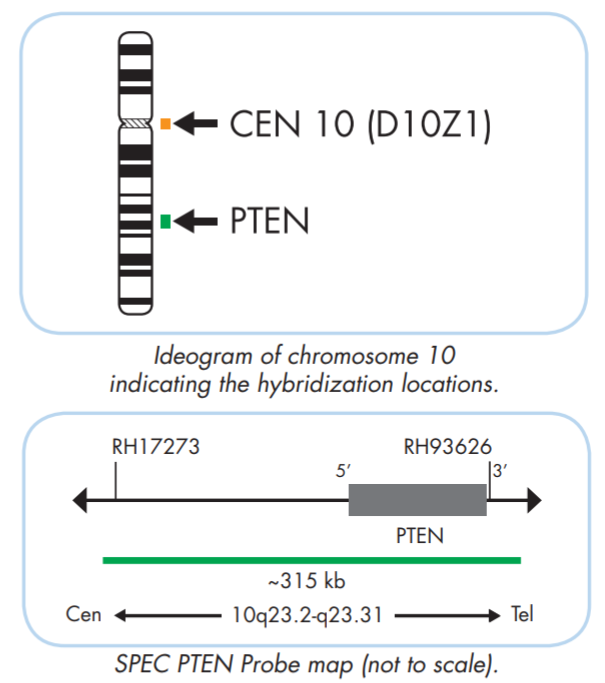 CEN 10 (D10Z1)
PTEN
Ideogram of chromosome 10
indicating the hybridization locations.
RH17273 RH93626
5’ 3’
PTEN
~315 kb
Cen 10q23.2-q23.31 Tel
SPEC PTEN Probe map (not to scale).